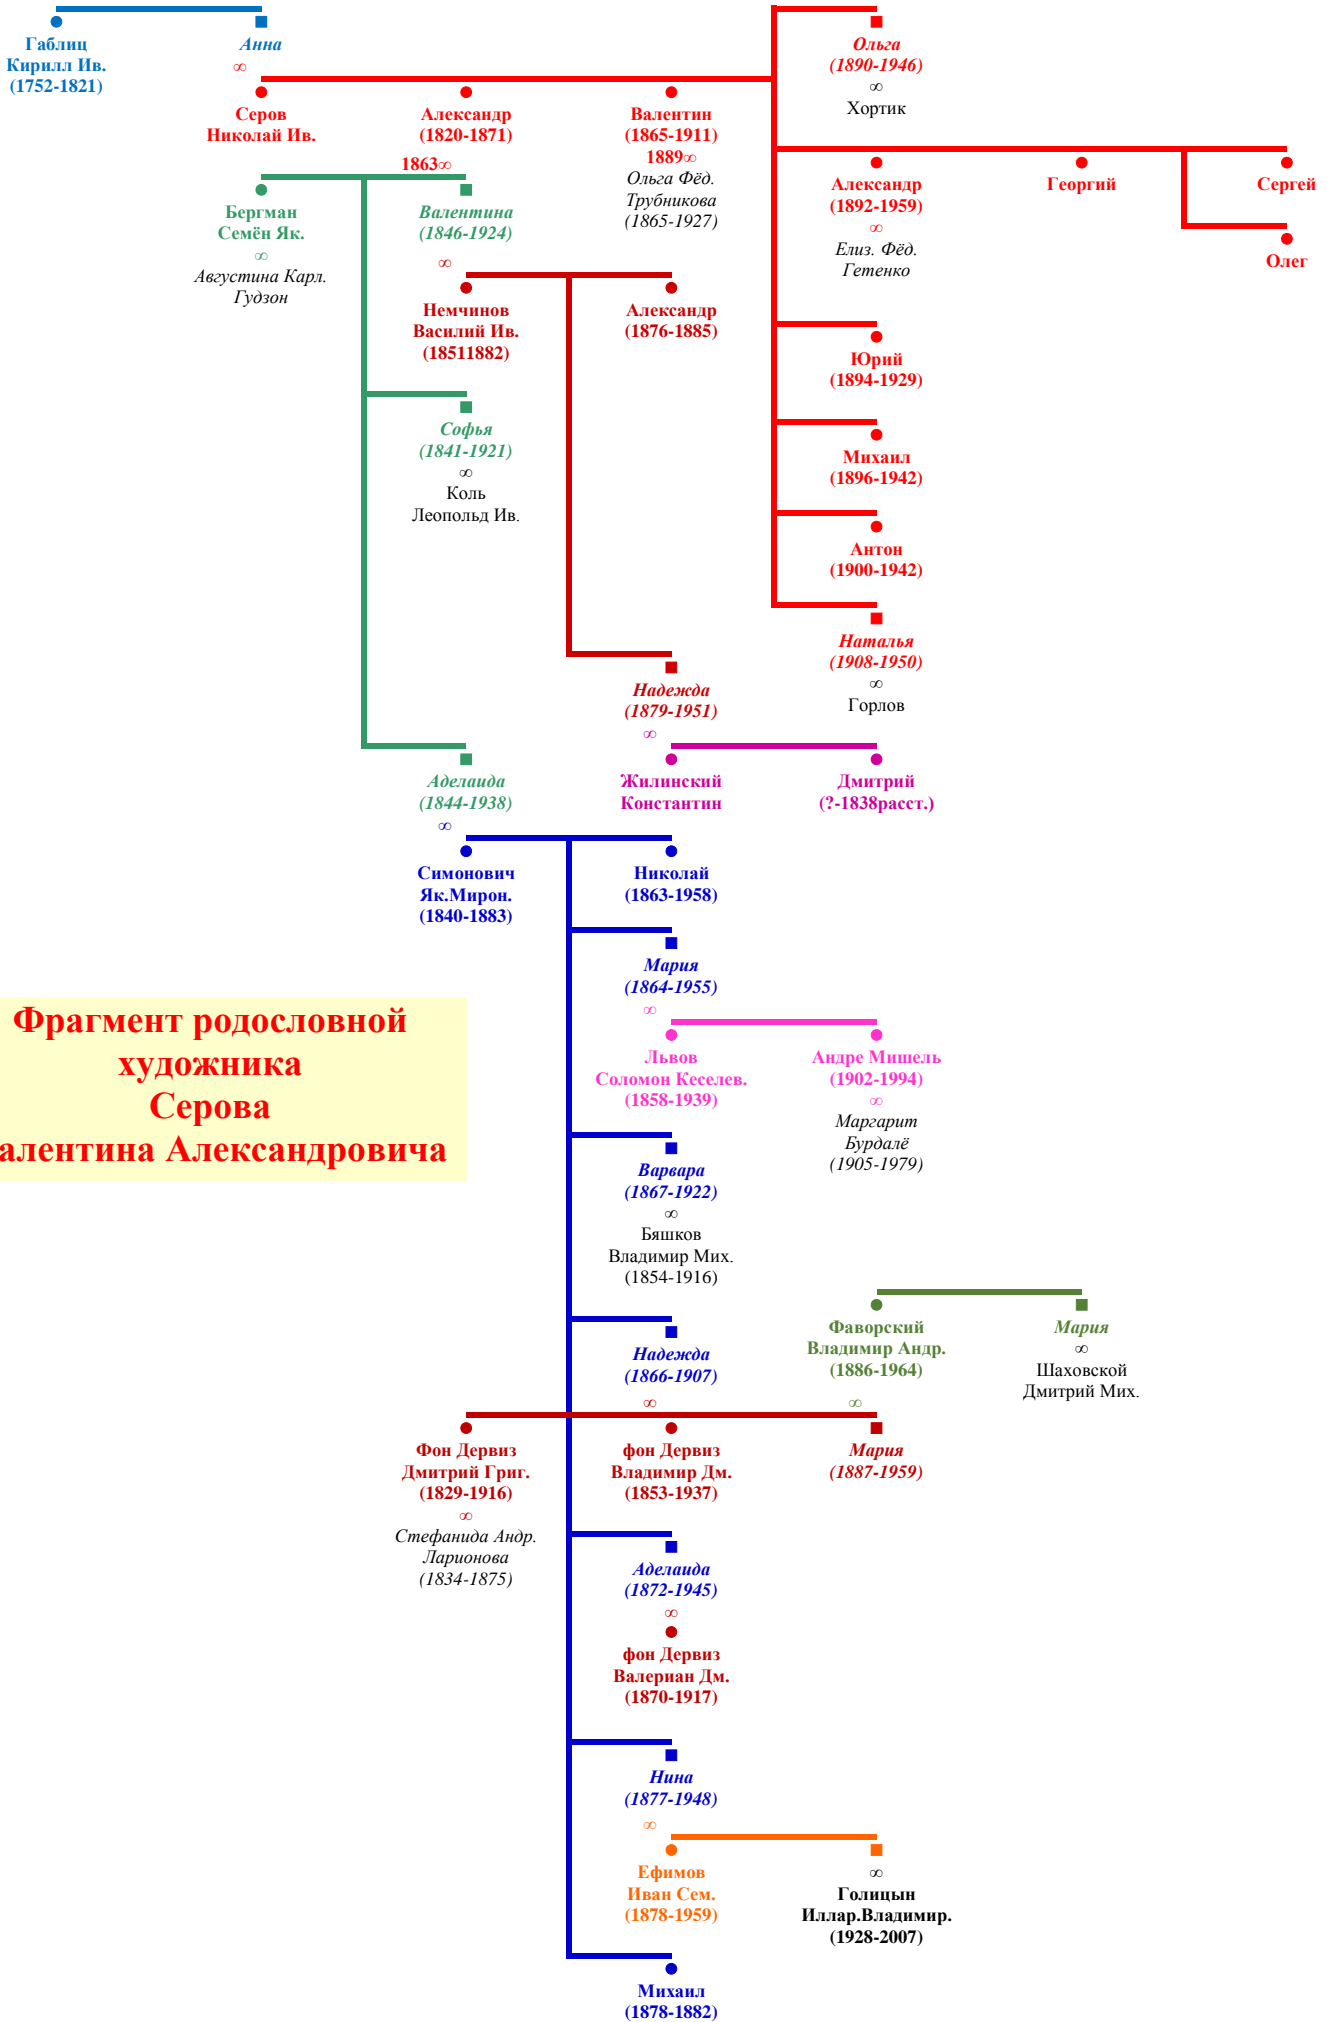 Габлиц
Кирилл Ив.
(1752-1821)
Анна
∞
Серов
Николай Ив.
Александр
(1820-1871)
1863∞
Валентин
(1865-1911)
1889∞
Ольга Фёд.
Трубникова
(1865-1927)
Ольга
(1890-1946)
∞
Хортик
Александр
(1892-1959)
∞
Елиз. Фёд.
Гетенко
Георгий
Сергей
Олег
Бергман
Семён Як.
∞
Августина Карл.
Гудзон
Валентина
(1846-1924)
∞
Немчинов
Василий Ив.
(18511882)
Александр
(1876-1885)
Юрий
(1894-1929)
Михаил
(1896-1942)
Софья
(1841-1921)
∞
Коль
Леопольд Ив.
Антон
(1900-1942)
Наталья
(1908-1950)
∞
Горлов
Надежда
(1879-1951)
∞
Жилинский
Константин
Дмитрий
(?-1838расст.)
Аделаида
(1844-1938)
∞
Симонович
Як.Мирон.
(1840-1883)
Николай
(1863-1958)
Мария
(1864-1955)
∞
Львов
Соломон Кеселев.
(1858-1939)
Андре Мишель
(1902-1994)
∞
Маргарит
Бурдалё
(1905-1979)
Фрагмент родословной
художника
Серова
алентина Александровича
Варвара
(1867-1922)
∞
Бяшков
Владимир Мих.
(1854-1916)
Фаворский
Владимир Андр.
(1886-1964)
∞
Мария
∞
Шаховской
Дмитрий Мих.
Надежда
(1866-1907)
∞
Фон Дервиз
Дмитрий Григ.
(1829-1916)
∞
Стефанида Андр.
Ларионова
(1834-1875)
фон Дервиз
Владимир Дм.
(1853-1937)
Мария
(1887-1959)
Аделаида
(1872-1945)
∞
фон Дервиз
Валериан Дм.
(1870-1917)
Нина
(1877-1948)
∞
Ефимов
Иван Сем.
(1878-1959)
∞
Голицын
Иллар.Владимир.
(1928-2007)
Михаил
(1878-1882)